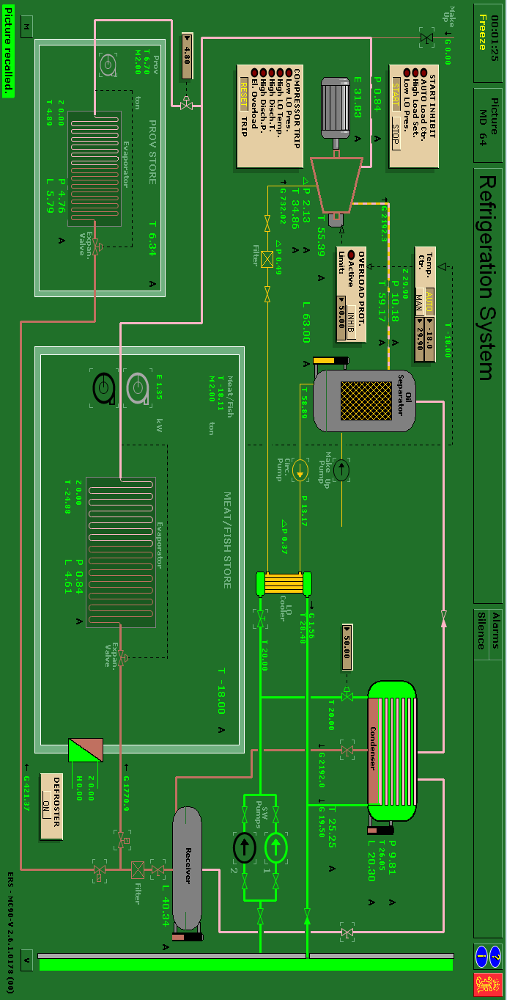 00:01:25
Freeze
Picture
MD 64
Refrigeration System
Alarms
Silence
?
i
Make
Up
G 0.00
START INHIBIT
AUTO Load Ctr.
High Load Set.
Low LO Pres.
START
STOP
P 0.84 A
E 31.83 A
COMPRESSOR TRIP
Low LO Pres.
High LO Temp.
High Disch.T.
High Disch.P.
El. Overload
RESET TRIP
G 2192.3
T -18.00
Temp.
Ctr.
AUTO
MAN
-18.0
29.90
Z 29.90
P 10.18 A
T 59.17 A
OVERLOAD PROT.
Active
Limit:
INHIB
50.00
T 55.39 A
P 2.13 A
T 34.86 A
G 732.02
P 0.49
Filter
L 63.00 A
Oil
Separator
T 58.89
Make Up
Pump
Circ.
Pump
P 13.17
P 0.37
LO
Cooler
G 1.56
T 28.48
T 20.00
50.00
T 20.00
Condenser
G 2192.0
G 19.50
T 25.25 A
P 9.81 A
T 26.05
L 20.30 A
SW
Pumps
1
2
Receiver
L 40.34 A
Filter
G 1770.9
G 421.37
DEFROSTER
ON
Z 0.00
H 0.00
4.80
Prov
T 6.70
M 2.00 ton
PROV STORE
T 6.34 A
Evaporator
Z 0.00
T 4.89
P 4.76
L 5.79 A
Expan.
Valve
Meat/Fish
T -18.11
M 2.00 ton
MEAT/FISH STORE
T -18.00 A
E 1.35 kW
Evaporator
Z 0.00
T -24.88
P 0.84
L 4.61 A
Expan.
Valve
M
V
Picture recalled.
ERS - MC90-V 2.6.1.0178 (00)